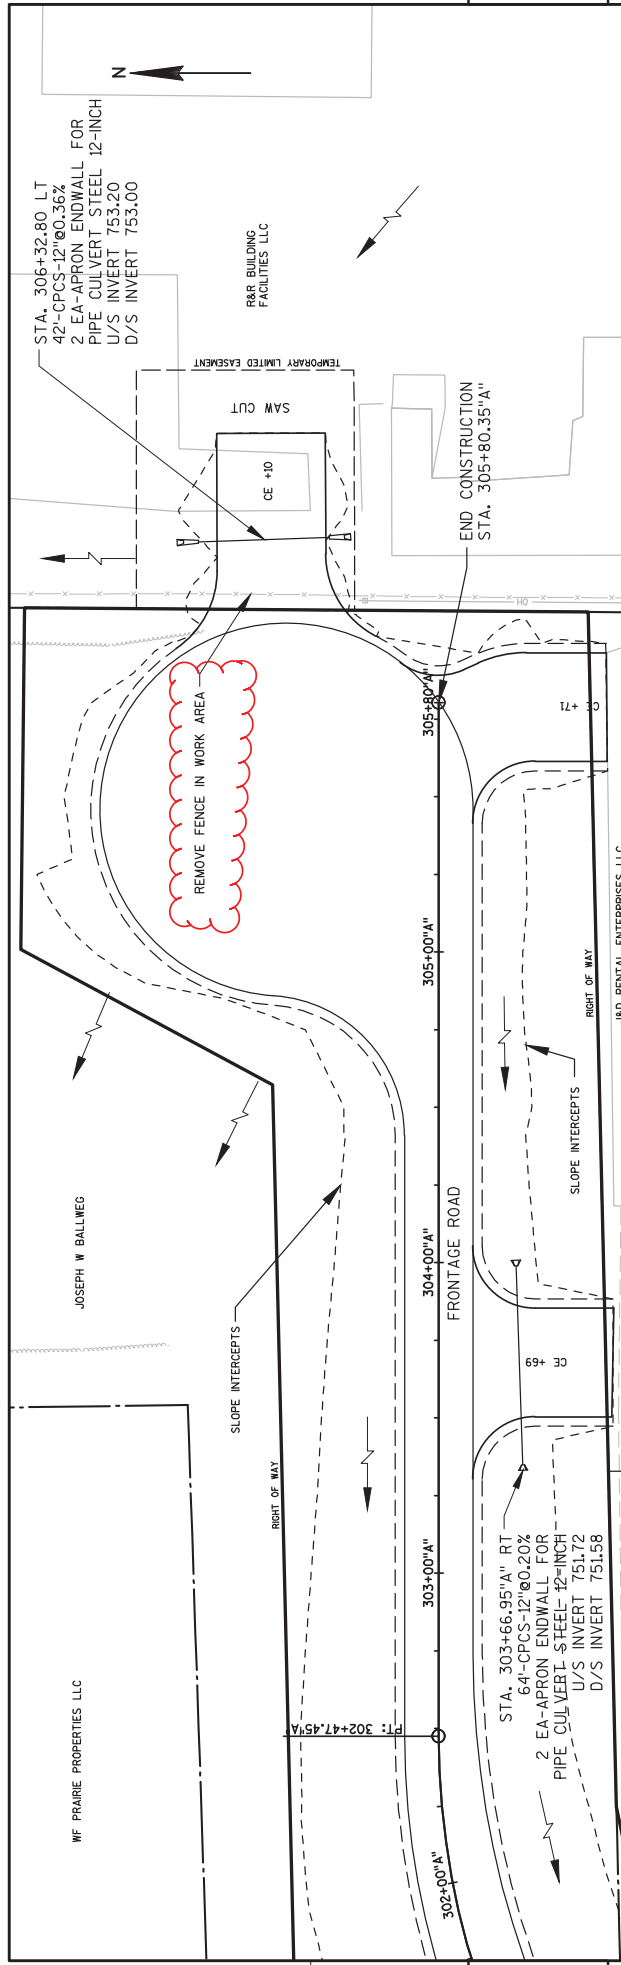 N
STA. 306+32.80 LT
42'-CPCS-12"@0.36%
2 EA-APRON ENDWALL FOR
PIPE CULVERT STEEL 12-INCH
U/S INVERT 753.20
D/S INVERT 753.00
R&R BUILDING
FACILITIES LLC
TEMPORARY LIMITED EASEMENT
SAW CUT
CE +10
END CONSTRUCTION
STA. 305+80.35"A"
OH
E
REMOVE FENCE IN WORK AREA
305+80"A"
CE +71
305+00"A"
RIGHT OF WAY
J&D RENTAL ENTERPRISES LLC
SLOPE INTERCEPTS
JOSEPH W BALLWEG
FRONTAGE ROAD
304+00"A"
SLOPE INTERCEPTS
CE +69
RIGHT OF WAY
303+00"A"
STA. 303+66.95"A" RT
64'-CPCS-12"@0.20%
2 EA-APRON ENDWALL FOR
PIPE CULVERT STEEL 12-INCH
U/S INVERT 751.72
D/S INVERT 751.58
WF PRAIRIE PROPERTIES LLC
PT: 302+47.45"A"
302+00"A"